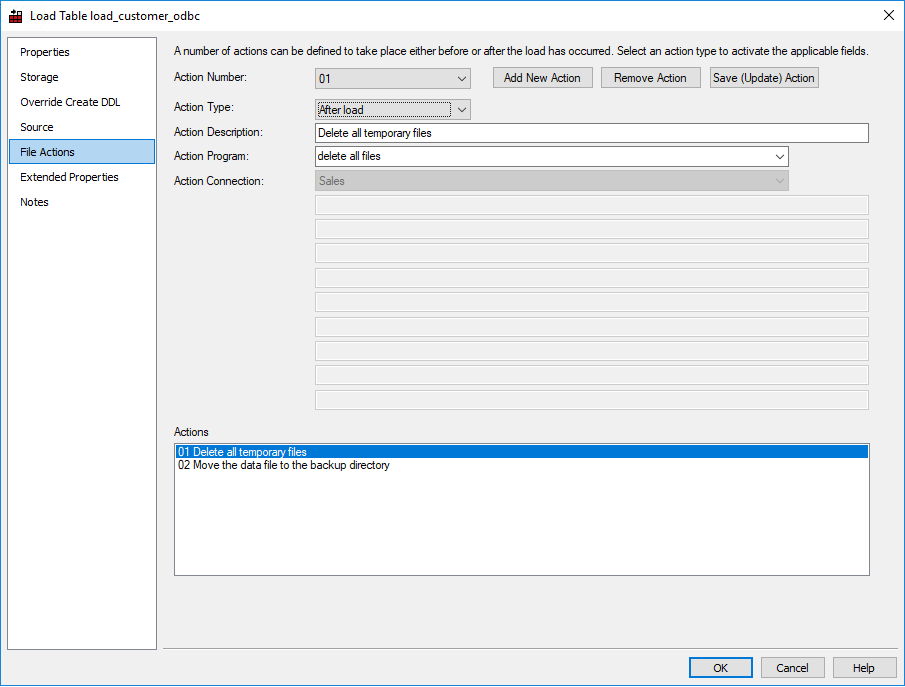 Load Table load_customer_odbc
Properties
Storage
Override Create DDL
Source
File Actions
Extended Properties
Notes
A number of actions can be defined to take place either before or after the load has occurred. Select an action type to activate the applicable fields.
Action Number: 01 Add New Action Remove Action Save (Update) Action
Action Type: After load
Action Description: Delete all temporary files
Action Program: delete all files
Action Connection: Sales
Actions
01 Delete all temporary files
02 Move the data file to the backup directory
OK Cancel Help